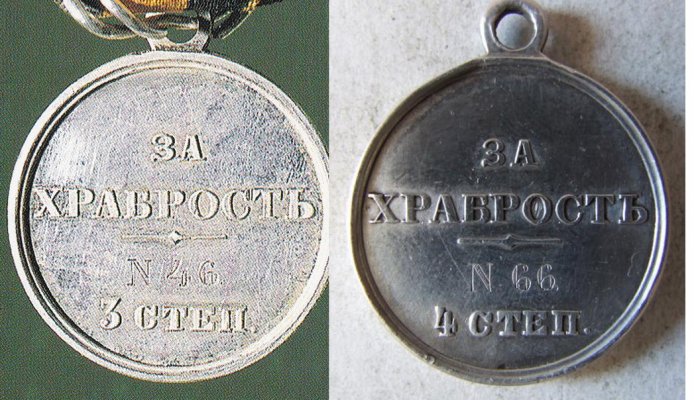 ЗА
ХРАБРОСТЬ
N 46.
3 СТЕП.
ЗА
ХРАБРОСТЬ
N 66.
4 СТЕП.